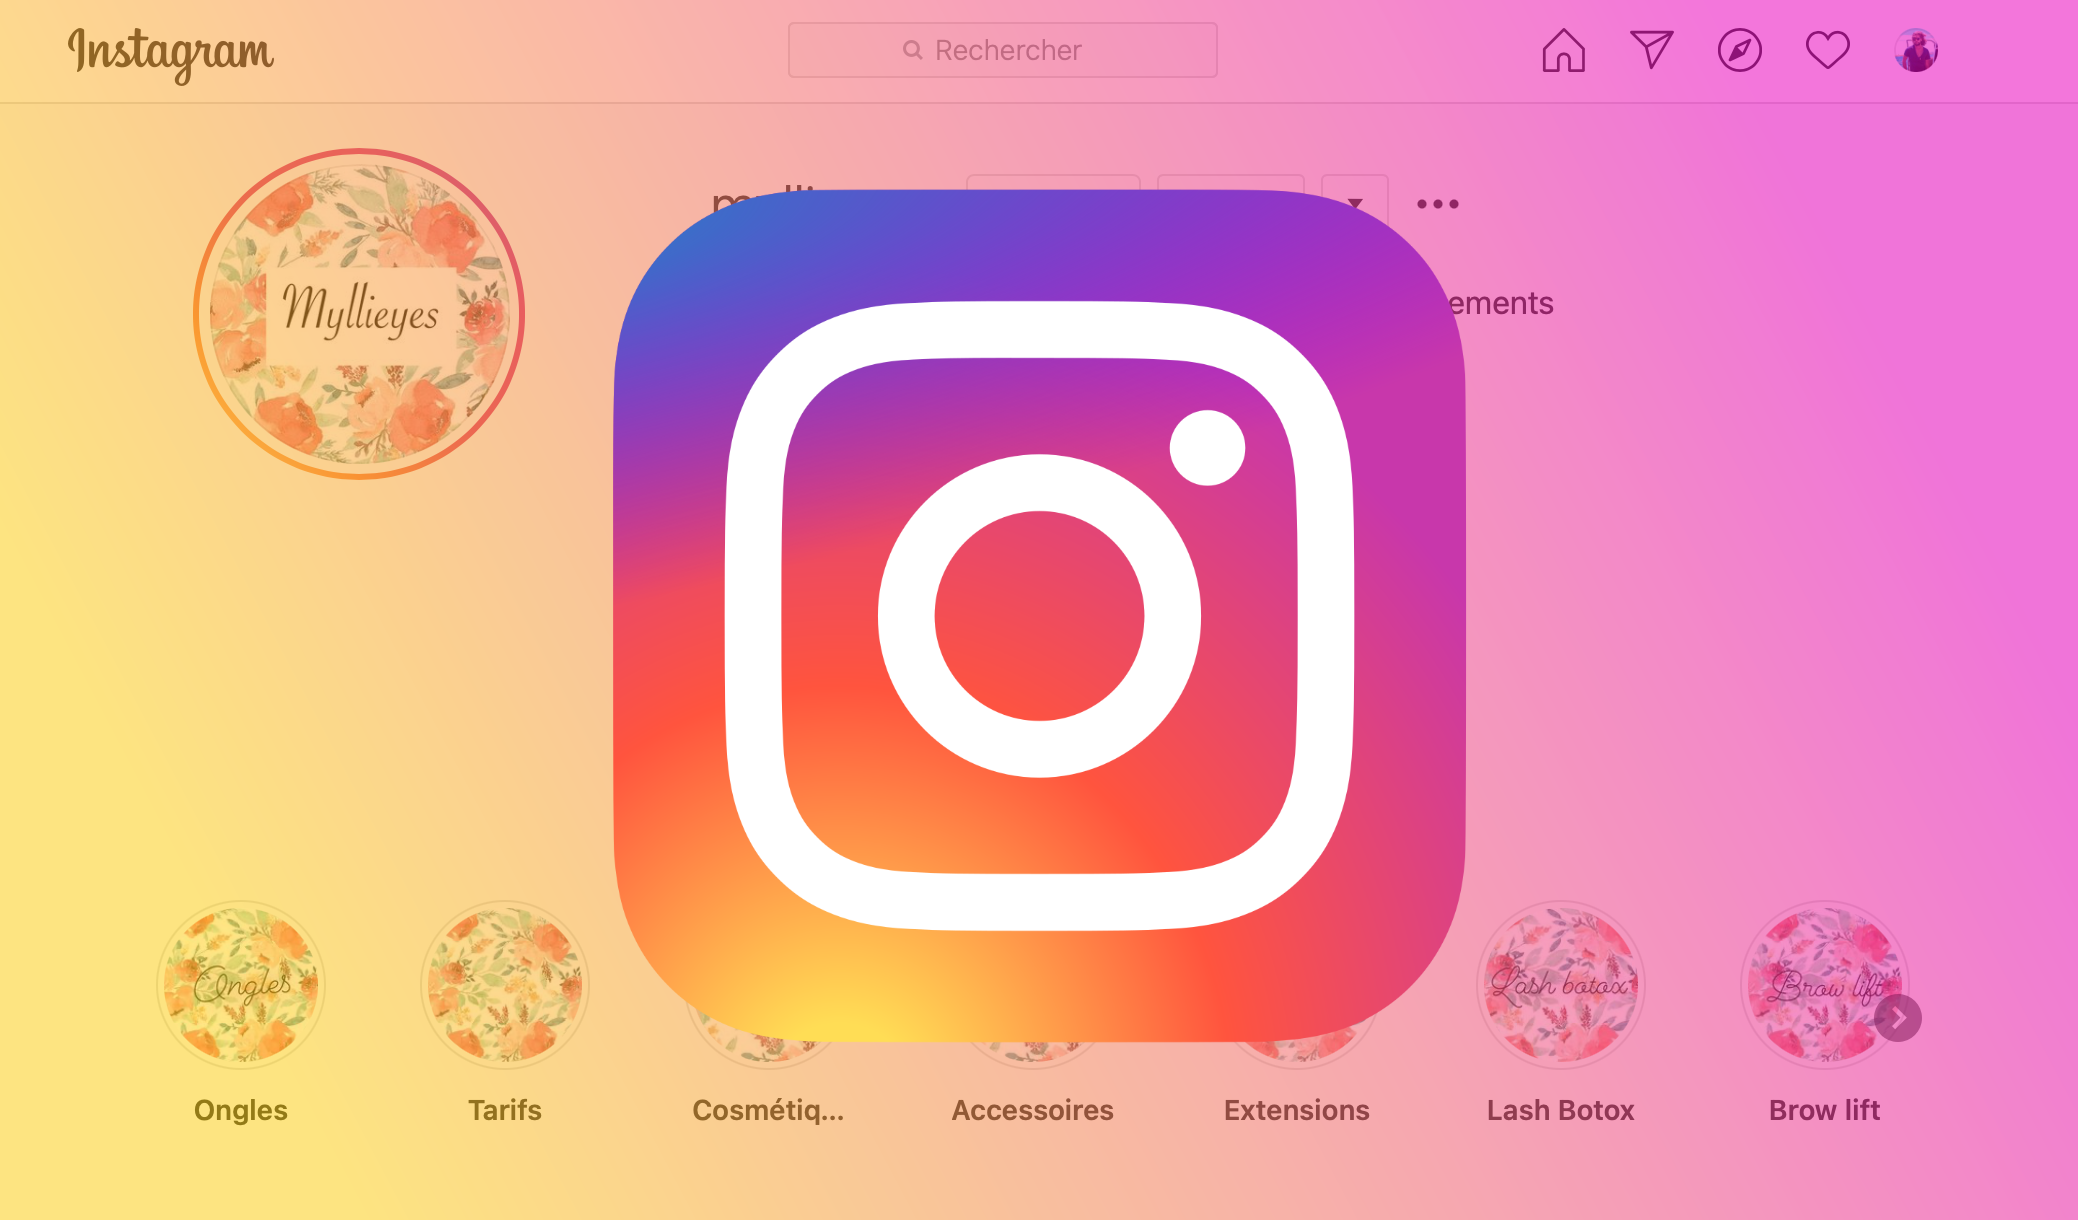 Instagram
Rechercher
Myllieyes
ements
Ongles
Lash botox
Brow lift
Ongles
Tarifs
Cosmétiq...
Accessoires
Extensions
Lash Botox
Brow lift